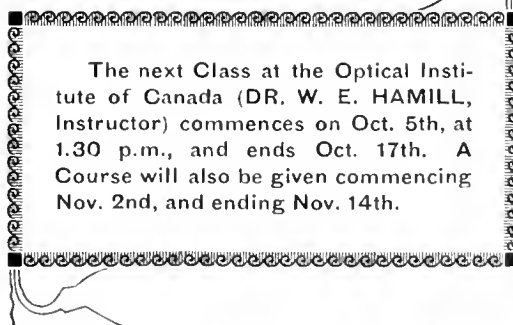 The next Class at the Optical Insti-
tute of Canada (DR. W. E. HAMILL,
Instructor) commences on Oct. 5th, at
1.30 p.m., and ends Oct. 17th. A
Course will also be given commencing
Nov. 2nd, and ending Nov. 14th.